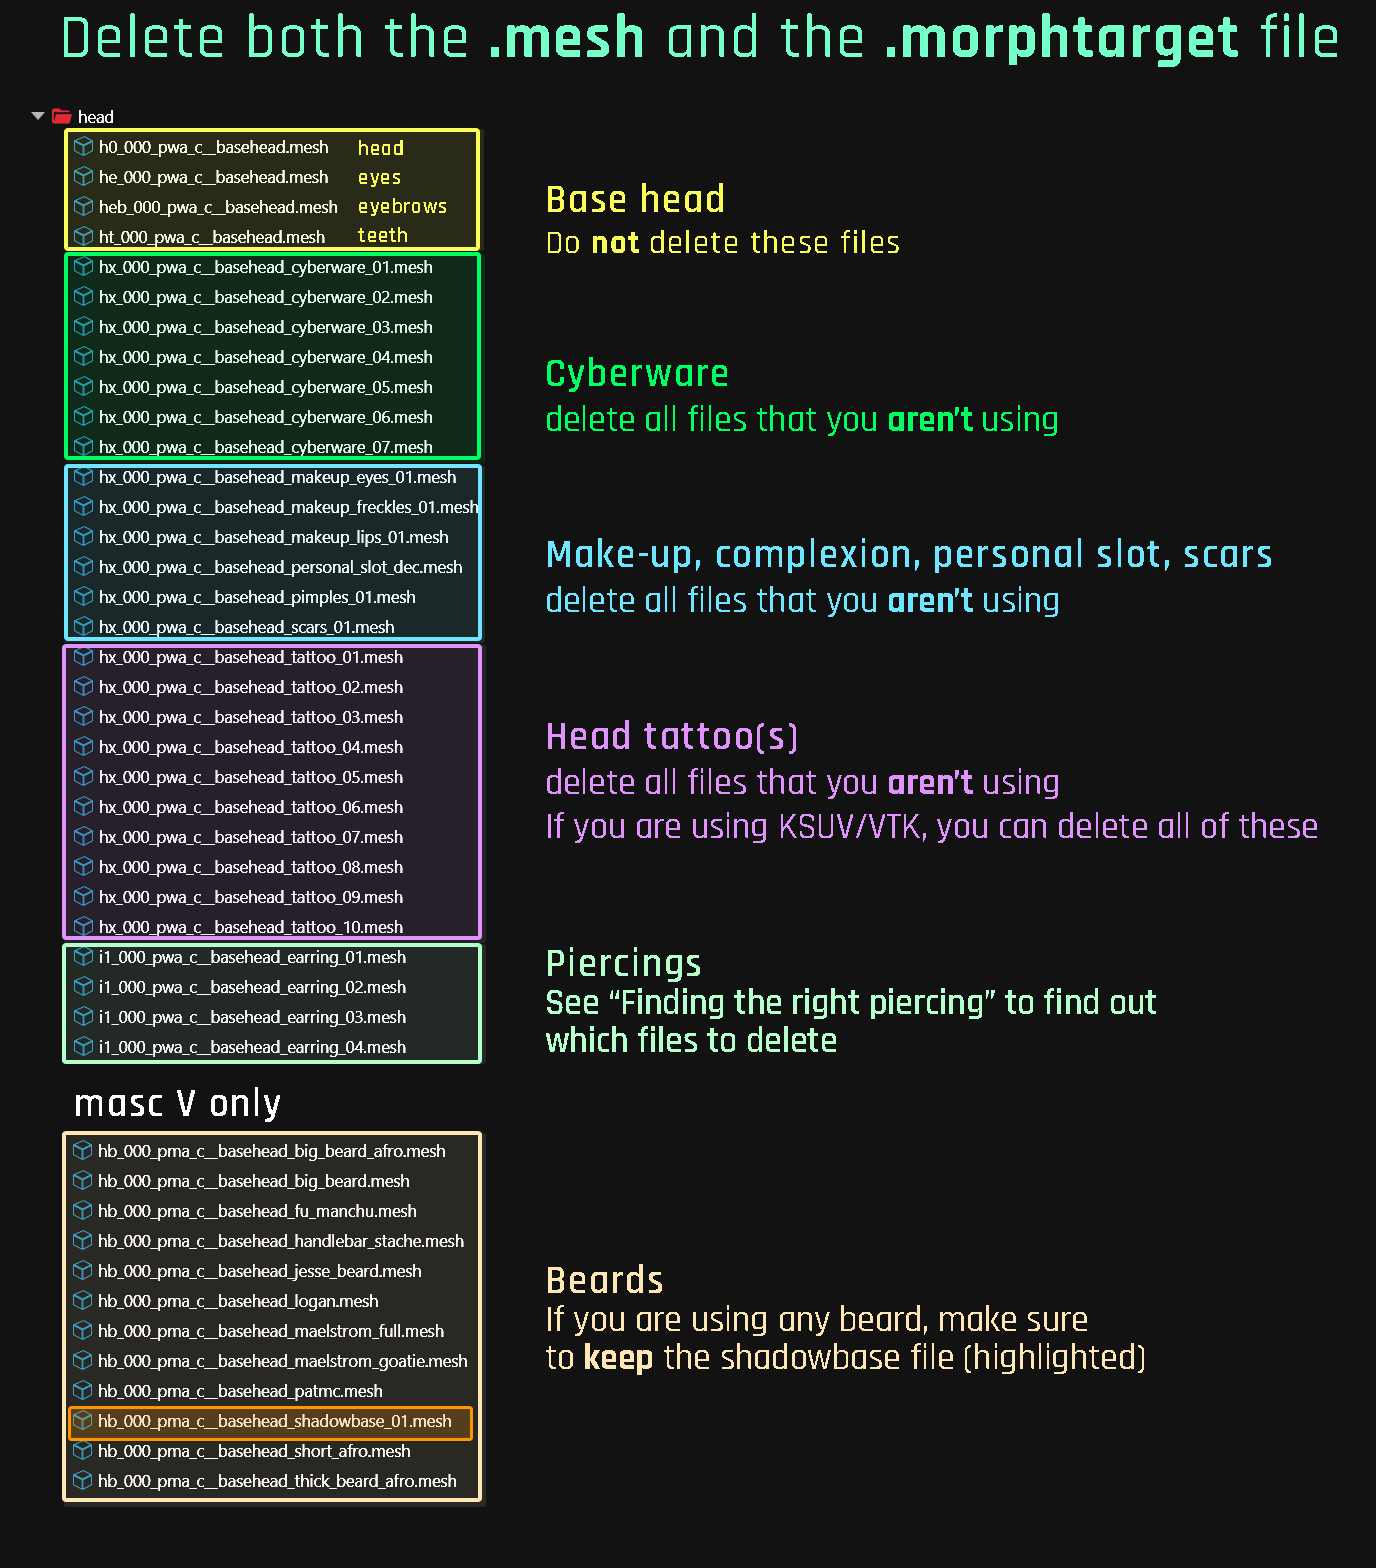 Delete both the .mesh and the .morphtarget file
head
h0_000_pwa_c__basehead.mesh head
he_000_pwa_c__basehead.mesh eyes
heb_000_pwa_c__basehead.mesh eyebrows
ht_000_pwa_c__basehead.mesh teeth
Base head
Do not delete these files
hx_000_pwa_c__basehead_cyberware_01.mesh
hx_000_pwa_c__basehead_cyberware_02.mesh
hx_000_pwa_c__basehead_cyberware_03.mesh
hx_000_pwa_c__basehead_cyberware_04.mesh
hx_000_pwa_c__basehead_cyberware_05.mesh
hx_000_pwa_c__basehead_cyberware_06.mesh
hx_000_pwa_c__basehead_cyberware_07.mesh
Cyberware
delete all files that you aren't using
hx_000_pwa_c__basehead_makeup_eyes_01.mesh
hx_000_pwa_c__basehead_makeup_freckles_01.mesh
hx_000_pwa_c__basehead_makeup_lips_01.mesh
hx_000_pwa_c__basehead_personal_slot_dec.mesh
hx_000_pwa_c__basehead_pimples_01.mesh
hx_000_pwa_c__basehead_scars_01.mesh
Make-up, complexion, personal slot, scars
delete all files that you aren't using
hx_000_pwa_c__basehead_tattoo_01.mesh
hx_000_pwa_c__basehead_tattoo_02.mesh
hx_000_pwa_c__basehead_tattoo_03.mesh
hx_000_pwa_c__basehead_tattoo_04.mesh
hx_000_pwa_c__basehead_tattoo_05.mesh
hx_000_pwa_c__basehead_tattoo_06.mesh
hx_000_pwa_c__basehead_tattoo_07.mesh
hx_000_pwa_c__basehead_tattoo_08.mesh
hx_000_pwa_c__basehead_tattoo_09.mesh
hx_000_pwa_c__basehead_tattoo_10.mesh
Head tattoo(s)
delete all files that you aren't using
If you are using KSUV/VTK, you can delete all of these
i1_000_pwa_c__basehead_earring_01.mesh
i1_000_pwa_c__basehead_earring_02.mesh
i1_000_pwa_c__basehead_earring_03.mesh
i1_000_pwa_c__basehead_earring_04.mesh
Piercings
See “Finding the right piercing” to find out
which files to delete
masc V only
hb_000_pma_c__basehead_big_beard_afro.mesh
hb_000_pma_c__basehead_big_beard.mesh
hb_000_pma_c__basehead_fu_manchu.mesh
hb_000_pma_c__basehead_handlebar_stache.mesh
hb_000_pma_c__basehead_jesse_beard.mesh
hb_000_pma_c__basehead_logan.mesh
hb_000_pma_c__basehead_maelstrom_full.mesh
hb_000_pma_c__basehead_maelstrom_goatie.mesh
hb_000_pma_c__basehead_patmc.mesh
hb_000_pma_c__basehead_shadowbase_01.mesh
hb_000_pma_c__basehead_short_afro.mesh
hb_000_pma_c__basehead_thick_beard_afro.mesh
Beards
If you are using any beard, make sure
to keep the shadowbase file (highlighted)